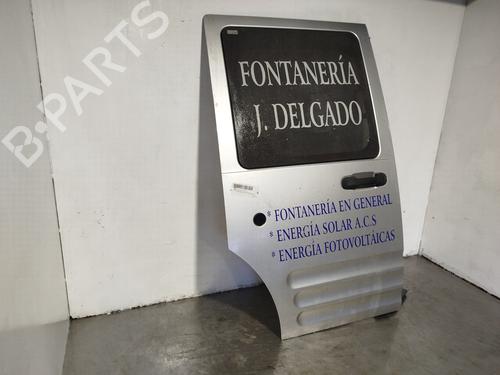 B-PARTS
FONTANERÍA
J. DELGADO
* FONTANERÍA EN GENERAL
* ENERGÍA SOLAR A.C.S
* ENERGÍA FOTOVOLTÁICAS